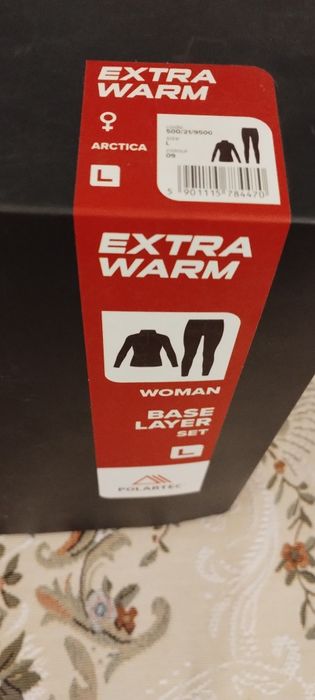 EXTRA
WARM
♀
ARCTICA
L
CODE
500/21/9500
SIZE
L
COLOUR
09
5 901115 784470
EXTRA
WARM
WOMAN
BASE
LAYER
SET
L
POLARTEC